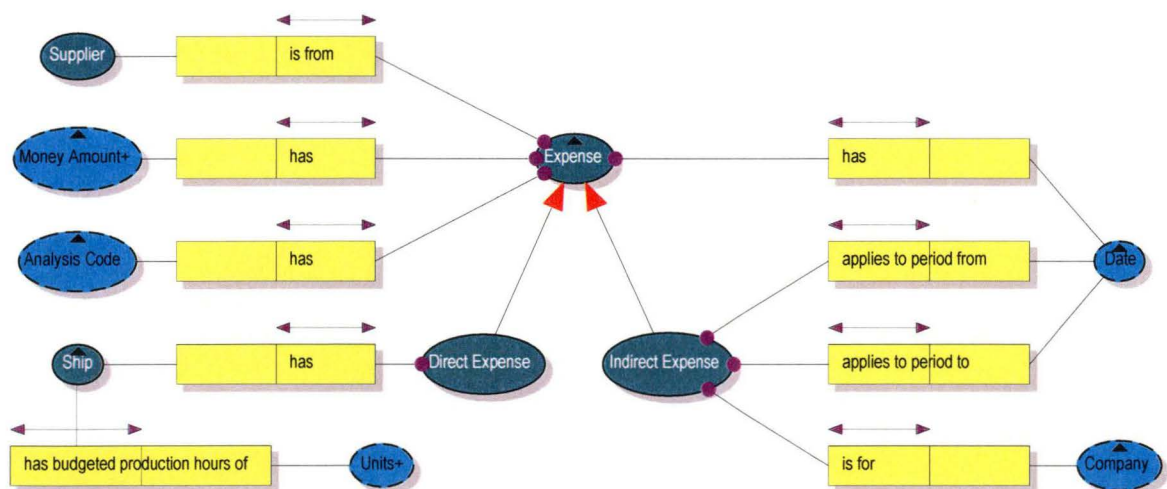 Supplier
is from
Money Amount+
has
Expense
has
Analysis Code
has
applies to period from
Date
Ship
has
Direct Expense
Indirect Expense
applies to period to
has budgeted production hours of
Units+
is for
Company